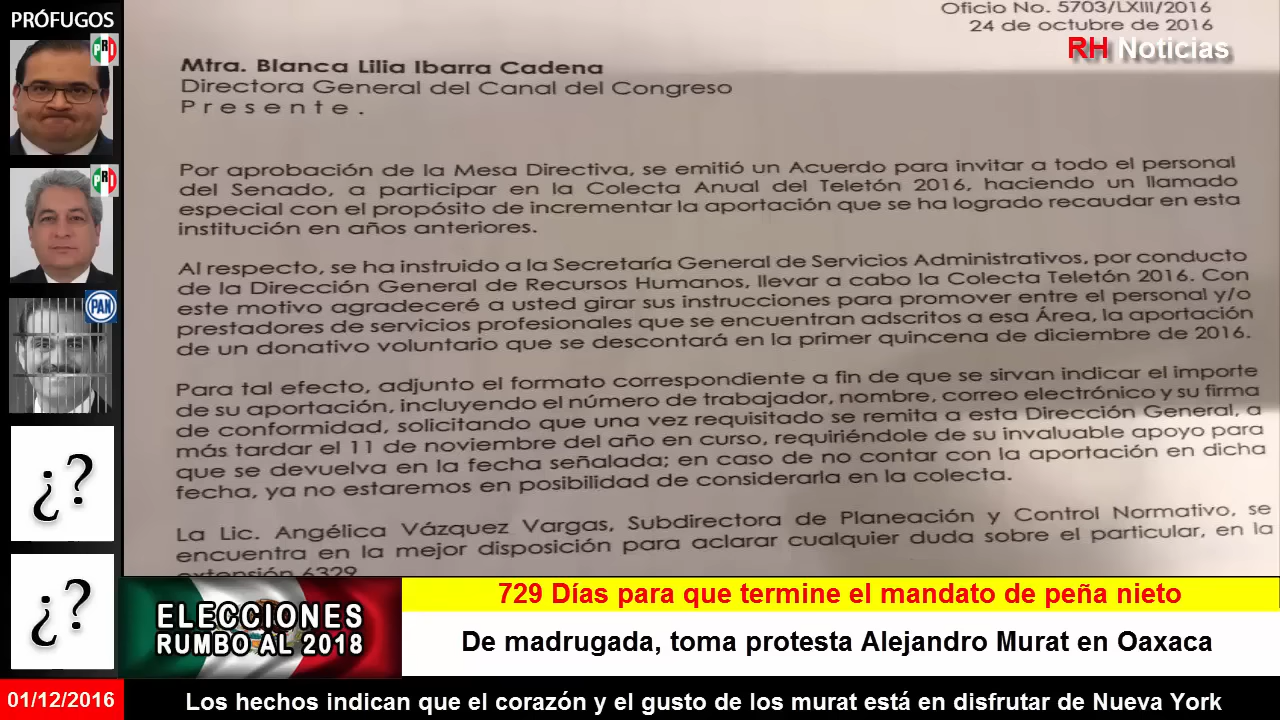 PRÓFUGOS
PRI
PRI
PAN
¿?
¿?
Oficio No. 5703/LXIII/2016
24 de octubre de 2016
RH Noticias
Mtra. Blanca Lilia Ibarra Cadena
Directora General del Canal del Congreso
Presente.
Por aprobación de la Mesa Directiva, se emitió un Acuerdo para invitar a todo el personal
del Senado, a participar en la Colecta Anual del Teletón 2016, haciendo un llamado
especial con el propósito de incrementar la aportación que se ha logrado recaudar en esta
institución en años anteriores.
Al respecto, se ha instruido a la Secretaría General de Servicios Administrativos, por conducto
de la Dirección General de Recursos Humanos, llevar a cabo la Colecta Teletón 2016. Con
este motivo agradeceré a usted girar sus instrucciones para promover entre el personal y/o
prestadores de servicios profesionales que se encuentran adscritos a esa Área, la aportación
de un donativo voluntario que se descontará en la primer quincena de diciembre de 2016.
Para tal efecto, adjunto el formato correspondiente a fin de que se sirvan indicar el importe
de su aportación, incluyendo el número de trabajador, nombre, correo electrónico y su firma
de conformidad, solicitando que una vez requisitado se remita a esta Dirección General, a
más tardar el 11 de noviembre del año en curso, requiriéndole de su invaluable apoyo para
que se devuelva en la fecha señalada; en caso de no contar con la aportación en dicha
fecha, ya no estaremos en posibilidad de considerarla en la colecta.
La Lic. Angélica Vázquez Vargas, Subdirectora de Planeación y Control Normativo, se
encuentra en la mejor disposición para aclarar cualquier duda sobre el particular, en la
extensión 6329
ELECCIONES
RUMBO AL 2018
729 Días para que termine el mandato de peña nieto
De madrugada, toma protesta Alejandro Murat en Oaxaca
01/12/2016
Los hechos indican que el corazón y el gusto de los murat está en disfrutar de Nueva York